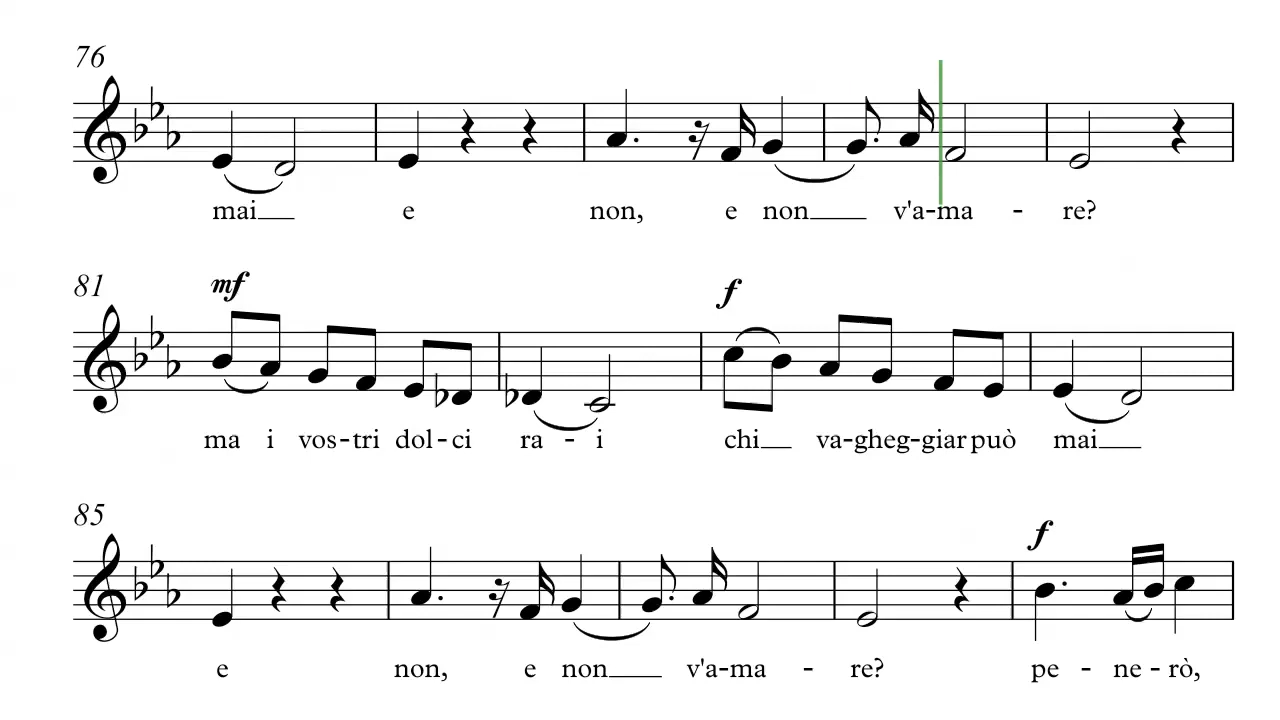 76
mai e non, e non v'a-ma - re?
81
mf f
ma i vos-tri dol-ci ra - i chi va-gheg-giar può mai
85
f
e non, e non v'a-ma - re? pe - ne - rò,